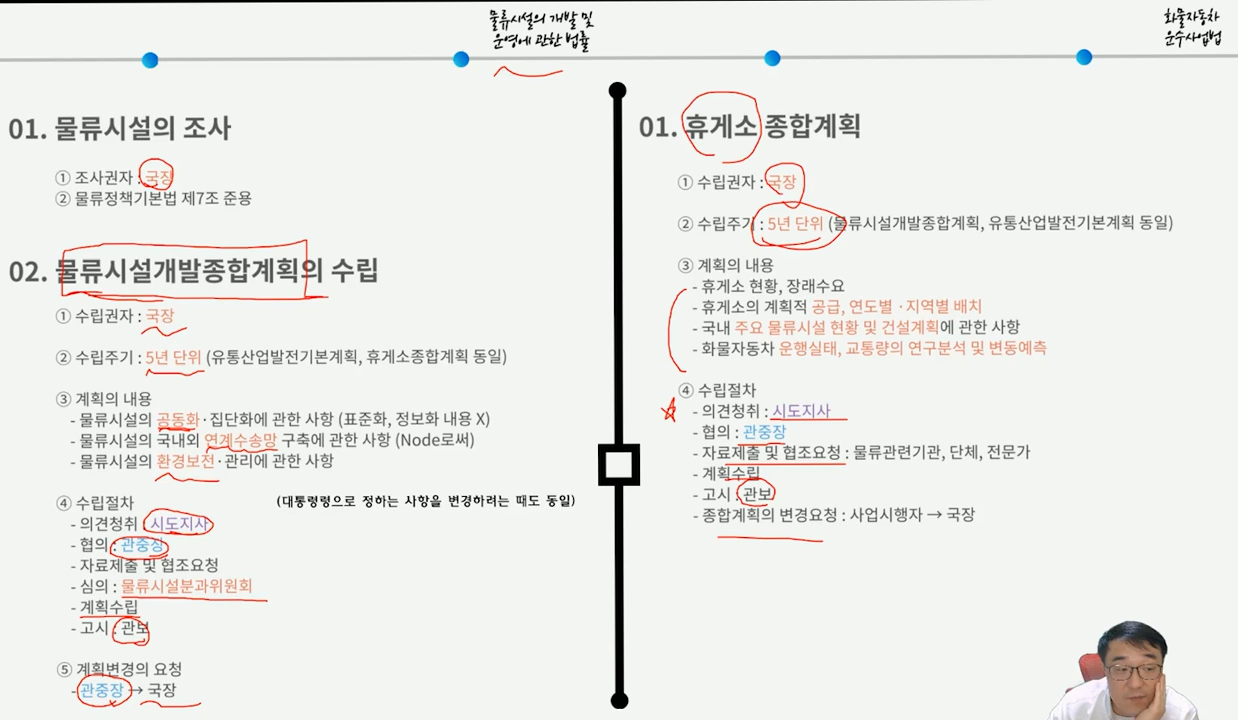 물류시설의 개발 및
운영에 관한 법률
화물자동차
운수사업법
01. 물류시설의 조사
① 조사권자 : 국장
② 물류정책기본법 제7조 준용
02. 물류시설개발종합계획의 수립
① 수립권자 : 국장
② 수립주기 : 5년 단위 (유통산업발전기본계획, 휴게소종합계획 동일)
③ 계획의 내용
- 물류시설의 공동화·집단화에 관한 사항 (표준화, 정보화 내용 X)
- 물류시설의 국내외 연계수송망 구축에 관한 사항 (Node로써)
- 물류시설의 환경보전·관리에 관한 사항
④ 수립절차 (대통령령으로 정하는 사항을 변경하려는 때도 동일)
- 의견청취 : 시도지사
- 협의 : 관중장
- 자료제출 및 협조요청
- 심의 : 물류시설분과위원회
- 계획수립
- 고시 : 관보
⑤ 계획변경의 요청
- 관중장 → 국장
01. 휴게소 종합계획
① 수립권자 : 국장
② 수립주기 : 5년 단위 (물류시설개발종합계획, 유통산업발전기본계획 동일)
③ 계획의 내용
- 휴게소 현황, 장래수요
- 휴게소의 계획적 공급, 연도별 ·지역별 배치
- 국내 주요 물류시설 현황 및 건설계획에 관한 사항
- 화물자동차 운행실태, 교통량의 연구분석 및 변동예측
④ 수립절차
- 의견청취 : 시도지사
- 협의 : 관중장
- 자료제출 및 협조요청 : 물류관련기관, 단체, 전문가
- 계획수립
- 고시 : 관보
- 종합계획의 변경요청 : 사업시행자 → 국장